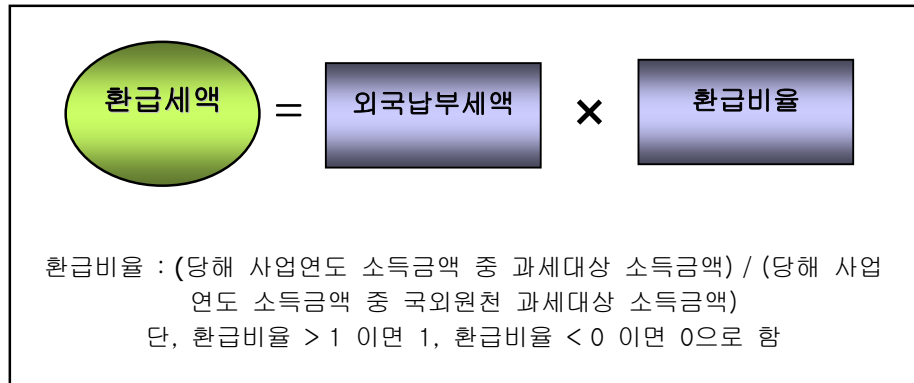 환급세액 = 외국납부세액 × 환급비율
환급비율 : (당해 사업연도 소득금액 중 과세대상 소득금액) / (당해 사업
연도 소득금액 중 국외원천 과세대상 소득금액)
단, 환급비율 > 1 이면 1, 환급비율 < 0 이면 0으로 함